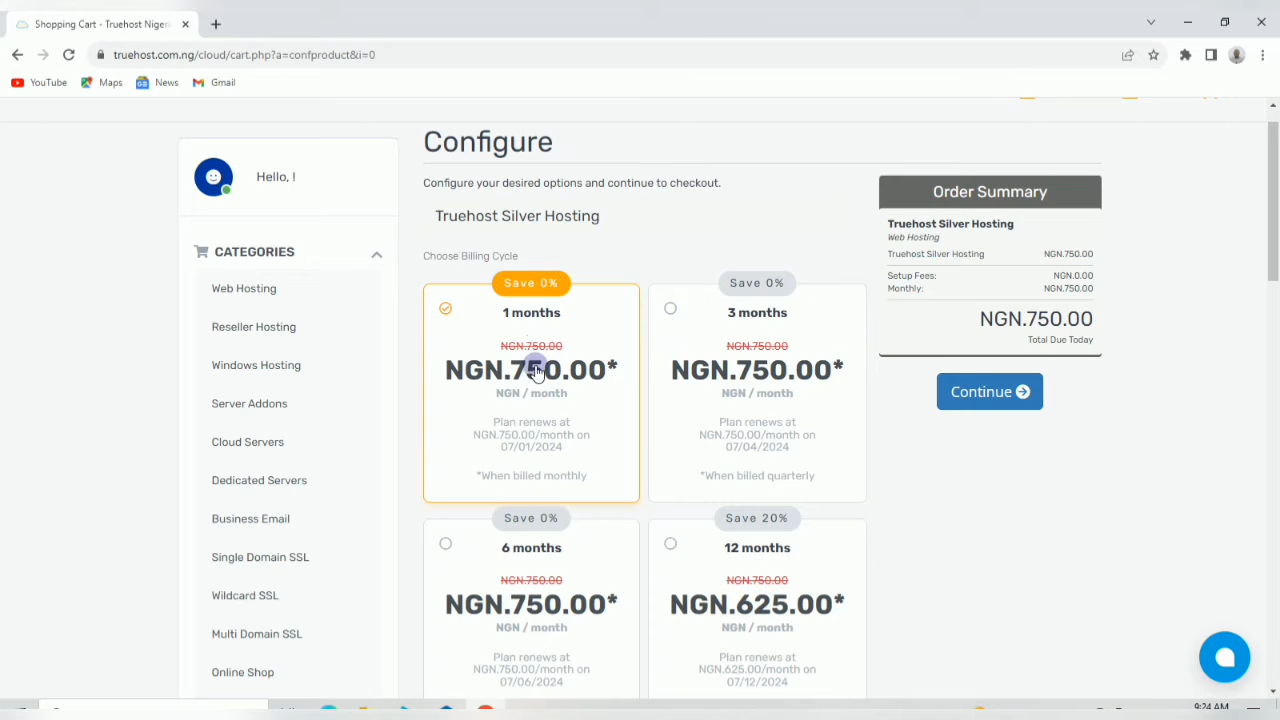 Shopping Cart - Truehost Nigeri
truehost.com.ng/cloud/cart.php?a=confproduct&i=0
YouTube
Maps
News
Gmail
Hello, !
CATEGORIES
Web Hosting
Reseller Hosting
Windows Hosting
Server Addons
Cloud Servers
Dedicated Servers
Business Email
Single Domain SSL
Wildcard SSL
Multi Domain SSL
Online Shop
Configure
Configure your desired options and continue to checkout.
Truehost Silver Hosting
Choose Billing Cycle
Save 0%
1 months
NGN.750.00
NGN.750.00*
NGN / month
Plan renews at
NGN.750.00/month on
07/01/2024
*When billed monthly
Save 0%
3 months
NGN.750.00
NGN.750.00*
NGN / month
Plan renews at
NGN.750.00/month on
07/04/2024
*When billed quarterly
Save 0%
6 months
NGN.750.00
NGN.750.00*
NGN / month
Plan renews at
NGN.750.00/month on
07/06/2024
Save 20%
12 months
NGN.750.00
NGN.625.00*
NGN / month
Plan renews at
NGN.625.00/month on
07/12/2024
Order Summary
Truehost Silver Hosting
Web Hosting
Truehost Silver Hosting NGN.750.00
Setup Fees: NGN.0.00
Monthly: NGN.750.00
NGN.750.00
Total Due Today
Continue
9:24 AM